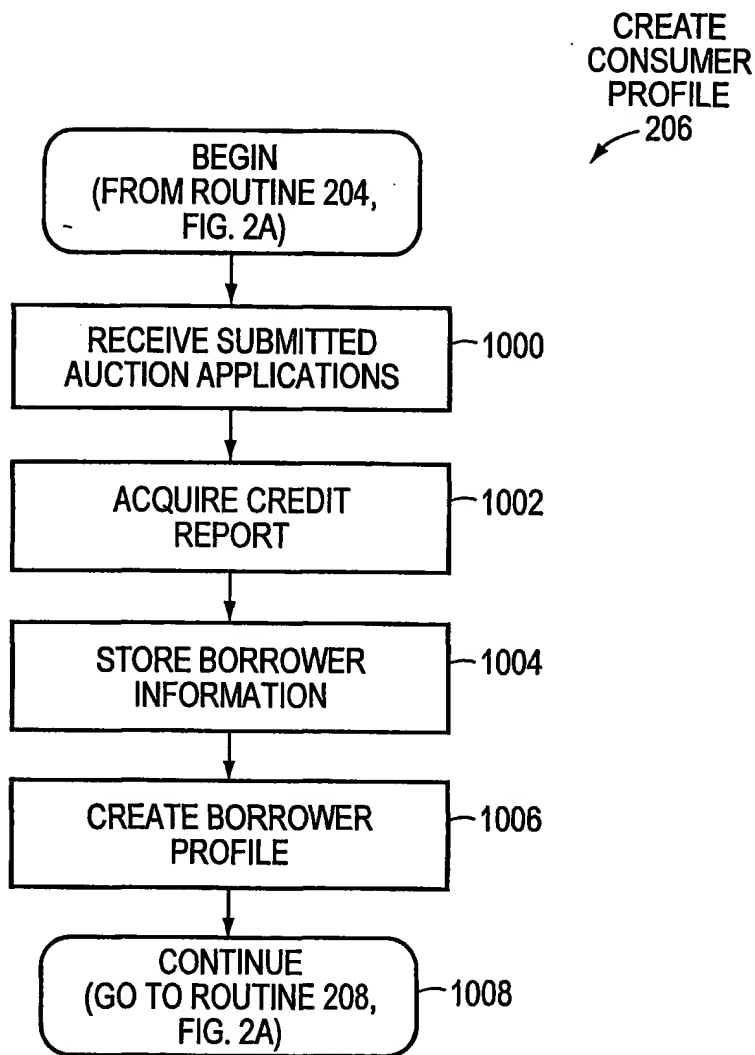 CREATE
CONSUMER
PROFILE
206
BEGIN
(FROM ROUTINE 204,
FIG. 2A)
RECEIVE SUBMITTED
AUCTION APPLICATIONS
1000
ACQUIRE CREDIT
REPORT
1002
STORE BORROWER
INFORMATION
1004
CREATE BORROWER
PROFILE
1006
CONTINUE
(GO TO ROUTINE 208,
FIG. 2A)
1008